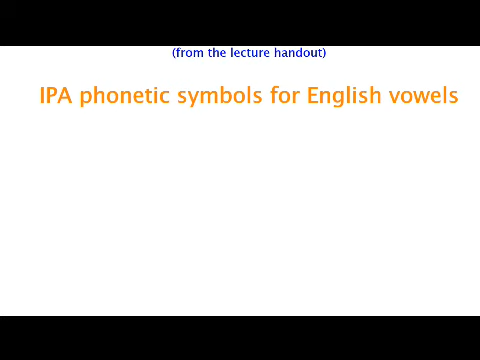 (from the lecture handout)
IPA phonetic symbols for English vowels